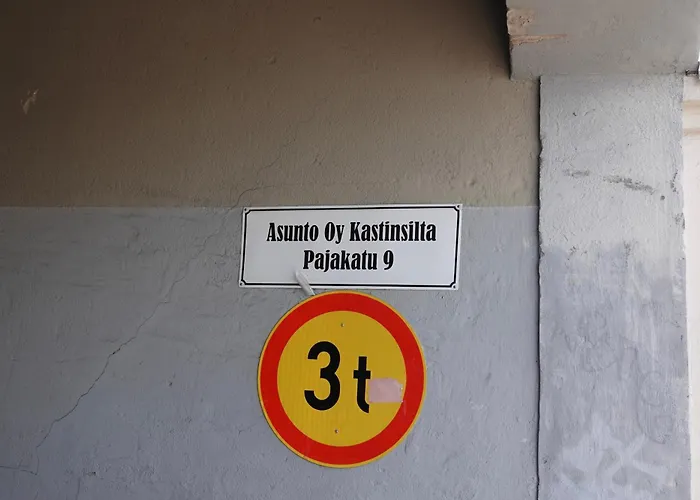 Asunto Oy Kastinsilta
Pajakatu 9
3 t